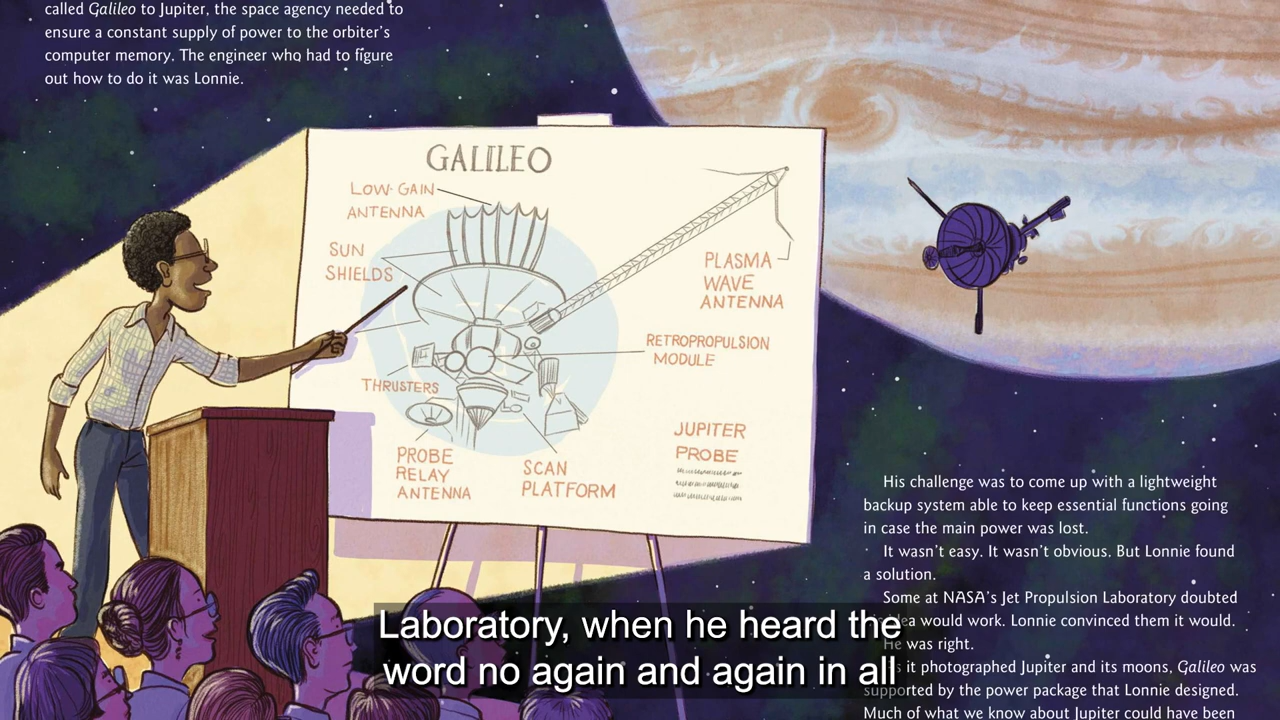 called Galileo to Jupiter, the space agency needed to
ensure a constant supply of power to the orbiter's
computer memory. The engineer who had to figure
out how to do it was Lonnie.
GALILEO
LOW-GAIN
ANTENNA
SUN
SHIELDS
PLASMA
WAVE
ANTENNA
RETROPROPULSION
MODULE
THRUSTERS
PROBE
RELAY
ANTENNA
SCAN
PLATFORM
JUPITER
PROBE
His challenge was to come up with a lightweight
backup system able to keep essential functions going
in case the main power was lost.
It wasn't easy. It wasn't obvious. But Lonnie found
a solution.
Some at NASA's Jet Propulsion Laboratory doubted
would work. Lonnie convinced them it would.
He was right.
it photographed Jupiter and its moons, Galileo was
supported by the power package that Lonnie designed.
Much of what we know about Jupiter could have been
Laboratory, when he heard the
word no again and again in all